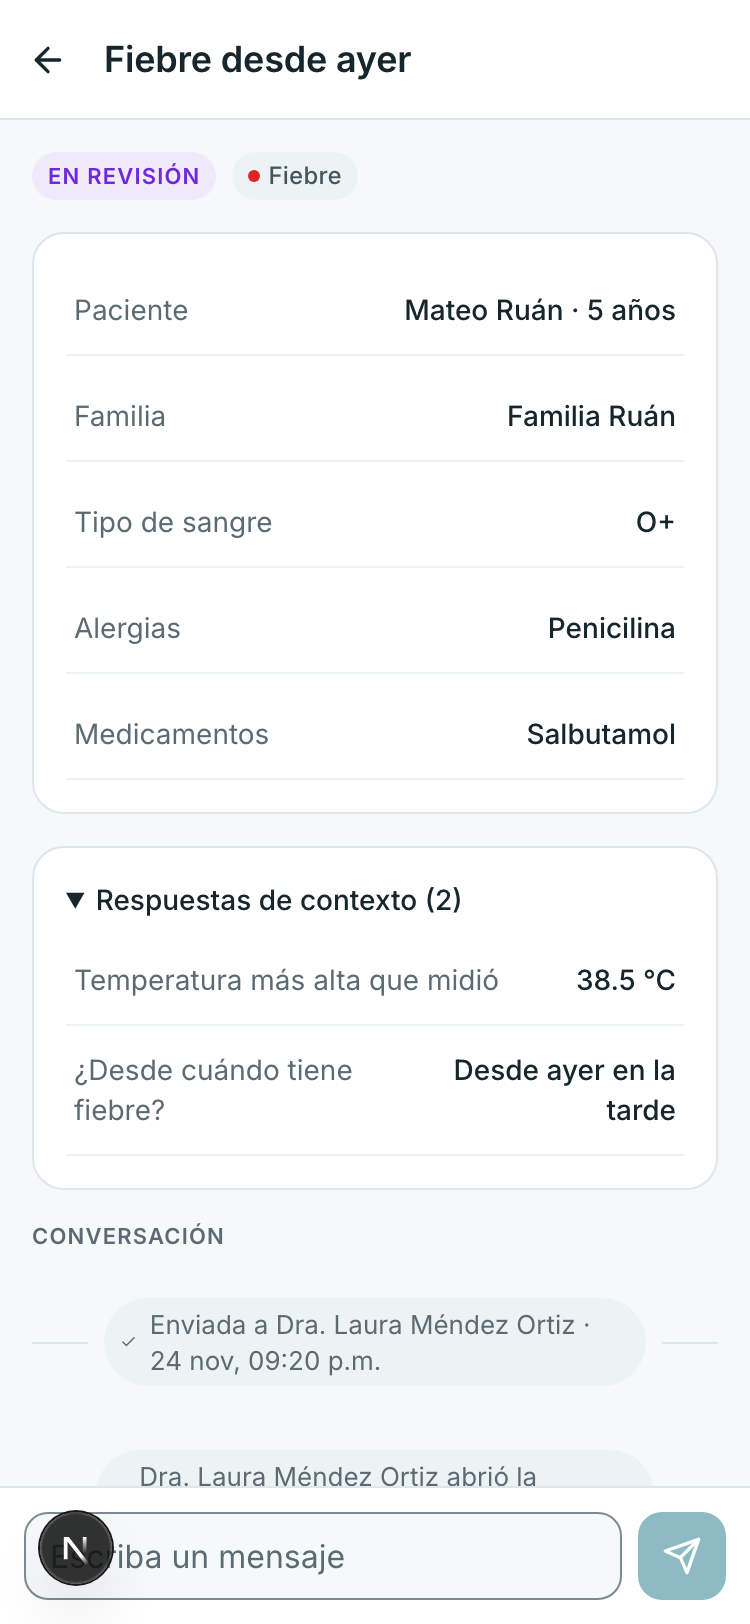 Fiebre desde ayer
EN REVISIÓN
Fiebre
Paciente
Mateo Ruán · 5 años
Familia
Familia Ruán
Tipo de sangre
O+
Alergias
Penicilina
Medicamentos
Salbutamol
▼ Respuestas de contexto (2)
Temperatura más alta que midió
38.5 °C
¿Desde cuándo tiene
fiebre?
Desde ayer en la
tarde
CONVERSACIÓN
Enviada a Dra. Laura Méndez Ortiz ·
24 nov, 09:20 p.m.
Dra. Laura Méndez Ortiz abrió la
N
Escriba un mensaje